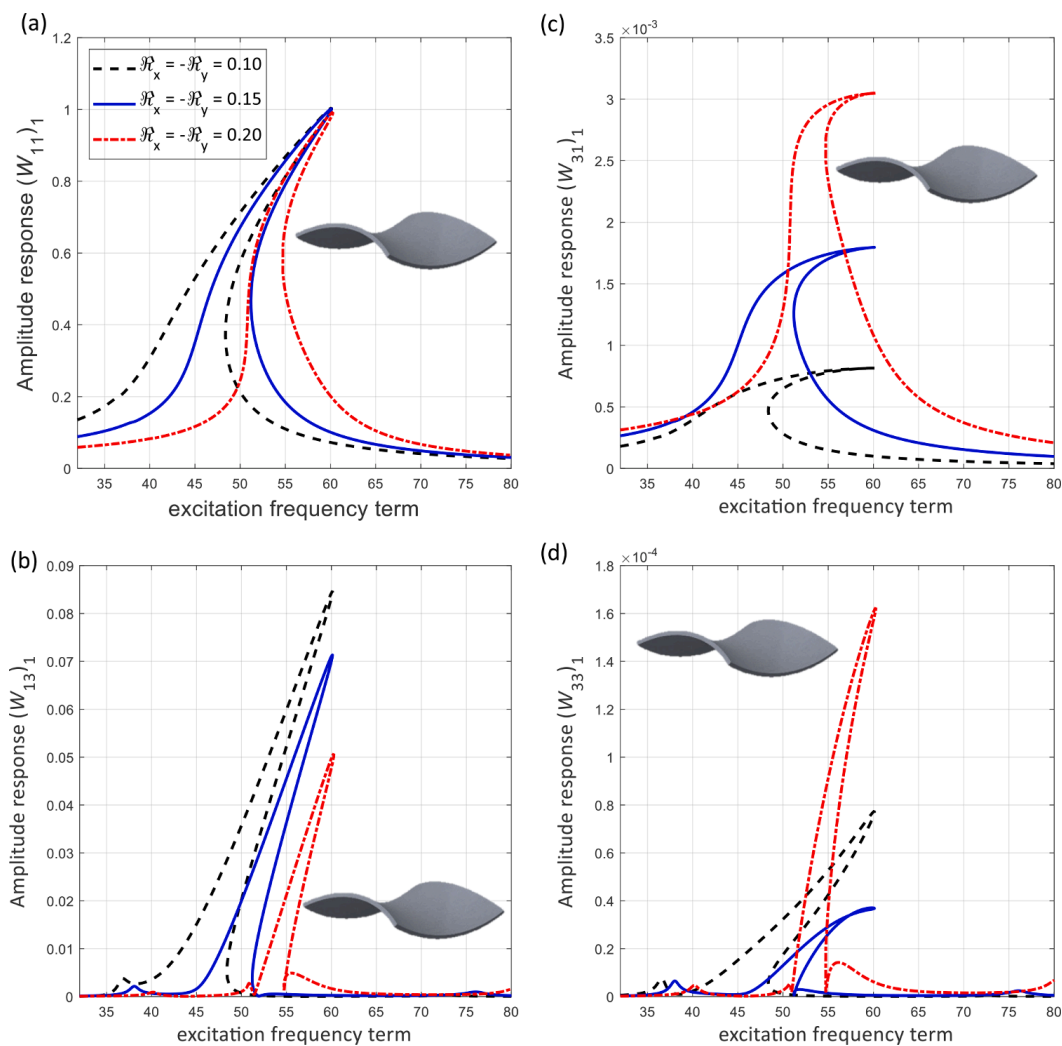 (a)
1.2
1
0.8
0.6
0.4
0.2
0
Amplitude response (W₁₁)₁
ℜx = -ℜy = 0.10
ℜx = -ℜy = 0.15
ℜx = -ℜy = 0.20
35 40 45 50 55 60 65 70 75 80
excitation frequency term
(c)
×10⁻³
3.5
3
2.5
2
1.5
1
0.5
0
Amplitude response (W₃₁)₁
35 40 45 50 55 60 65 70 75 80
excitation frequency term
(b)
0.09
0.08
0.07
0.06
0.05
0.04
0.03
0.02
0.01
0
Amplitude response (W₁₃)₁
35 40 45 50 55 60 65 70 75 80
excitation frequency term
(d)
×10⁻⁴
1.8
1.6
1.4
1.2
1
0.8
0.6
0.4
0.2
0
Amplitude response (W₃₃)₁
35 40 45 50 55 60 65 70 75 80
excitation frequency term